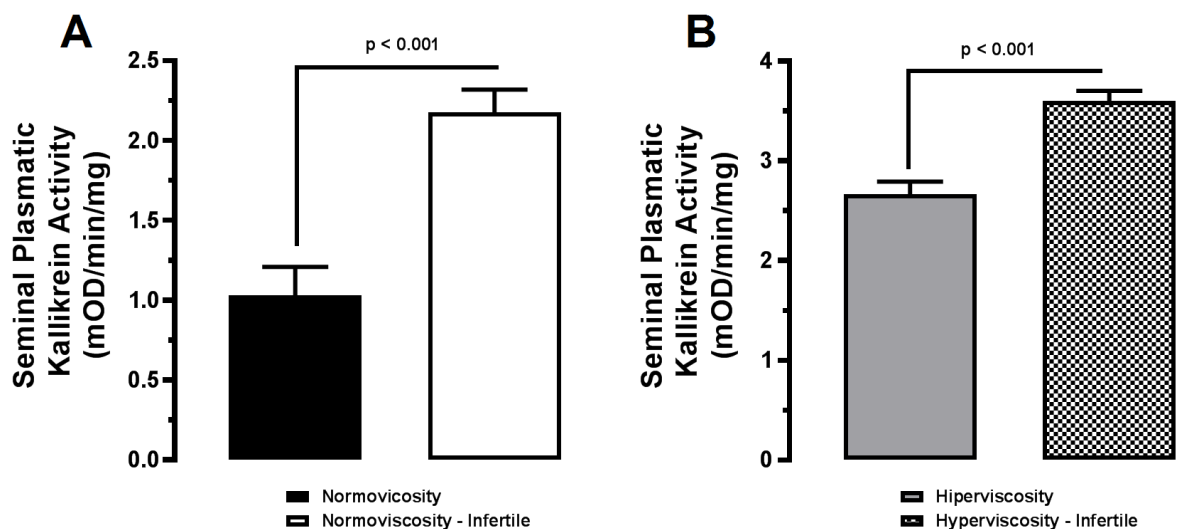 A
Seminal Plasmatic
Kallikrein Activity
(mOD/min/mg)
2.5
2.0
1.5
1.0
0.5
0.0
p < 0.001
Normovicosity
Normoviscosity - Infertile
B
Seminal Plasmatic
Kallikrein Activity
(mOD/min/mg)
4
3
2
1
0
p < 0.001
Hiperviscosity
Hyperviscosity - Infertile